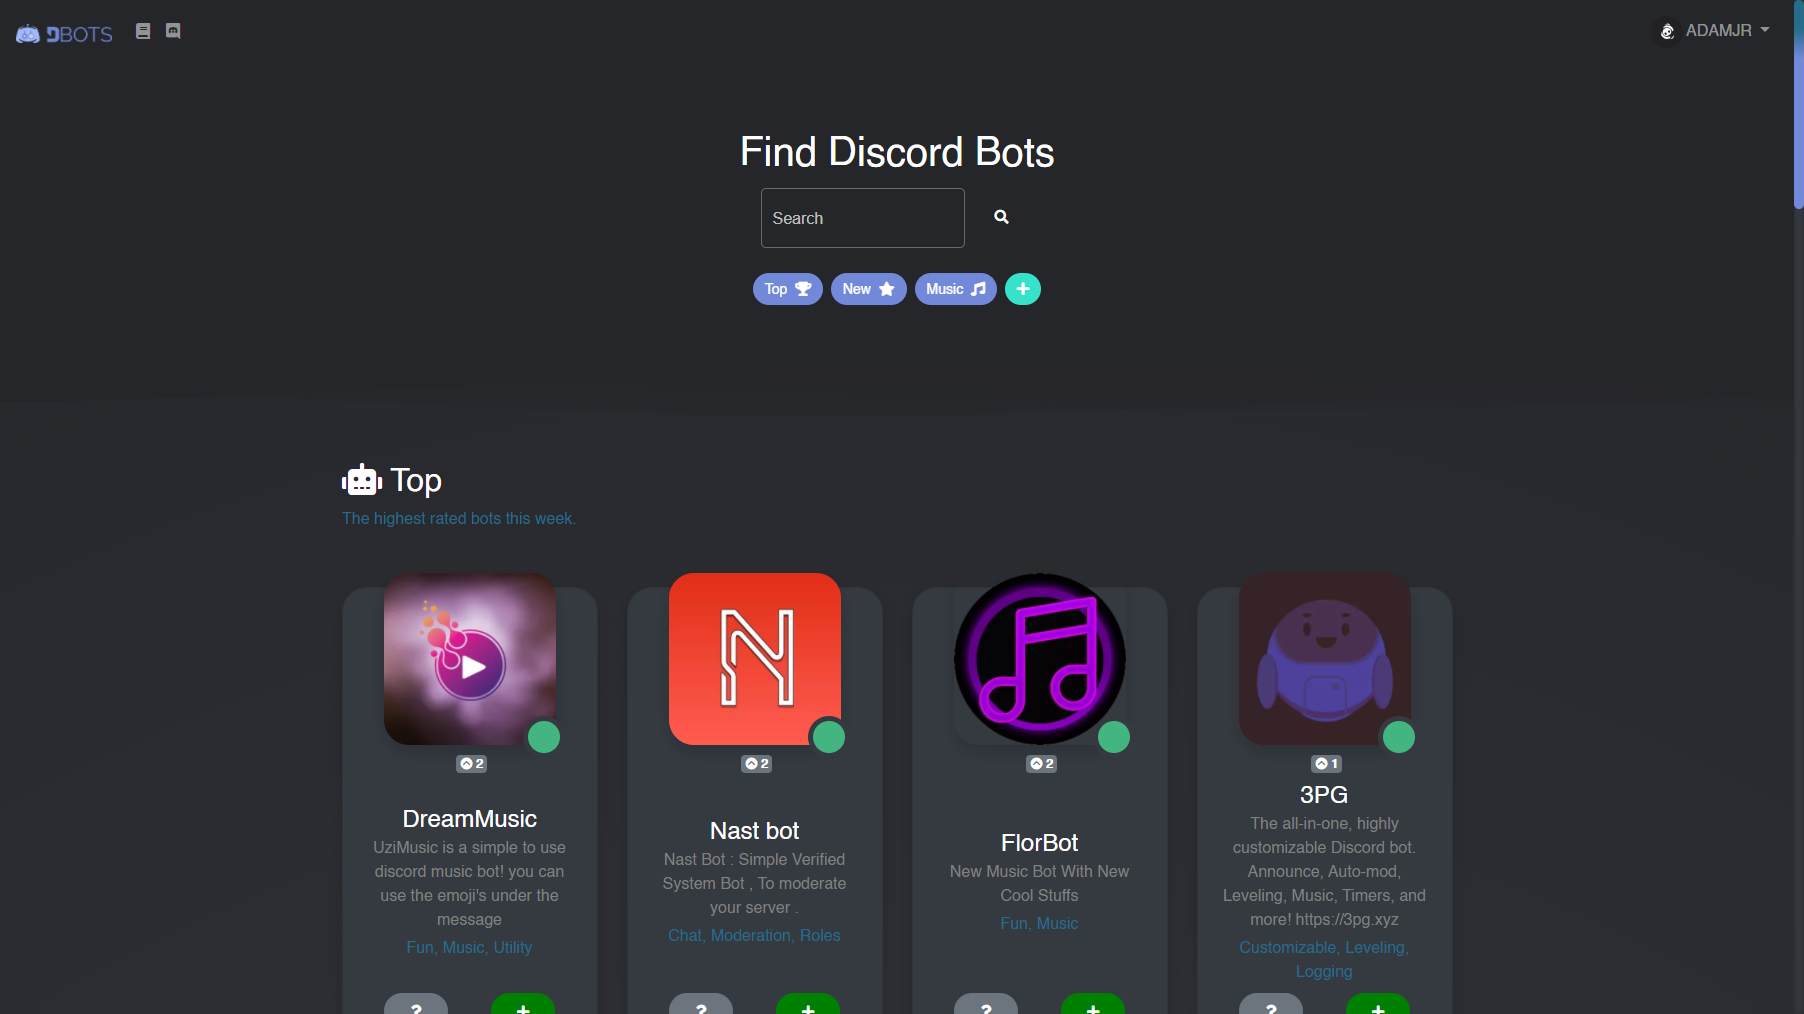 DBOTS
ADAMJR
Find Discord Bots
Search
Top
New
Music
Top
The highest rated bots this week.
2
DreamMusic
UziMusic is a simple to use
discord music bot! you can
use the emoji's under the
message
Fun, Music, Utility
?
+
2
Nast bot
Nast Bot : Simple Verified
System Bot , To moderate
your server .
Chat, Moderation, Roles
?
+
2
FlorBot
New Music Bot With New
Cool Stuffs
Fun, Music
?
+
1
3PG
The all-in-one, highly
customizable Discord bot.
Announce, Auto-mod,
Leveling, Music, Timers, and
more! https://3pg.xyz
Customizable, Leveling,
Logging
?
+